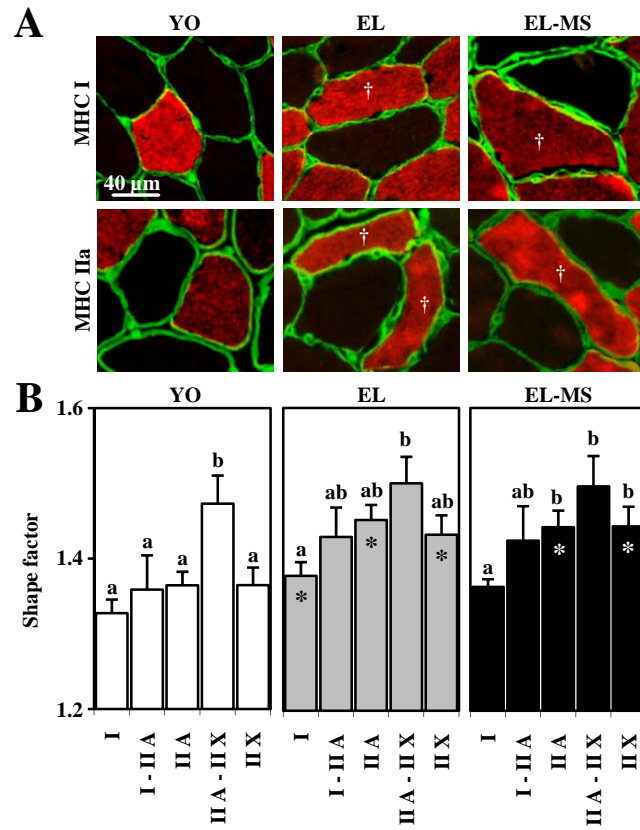 A
YO EL EL-MS
MHC I
† †
40 µm
MHC IIa
† † †
B
YO EL EL-MS
Shape factor
1.6
1.4
1.2
a a a b a
a ab ab b ab
a ab b b b
* * *
* *
I I - II A II A II A - II X II X
I I - II A II A II A - II X II X
I I - II A II A II A - II X II X